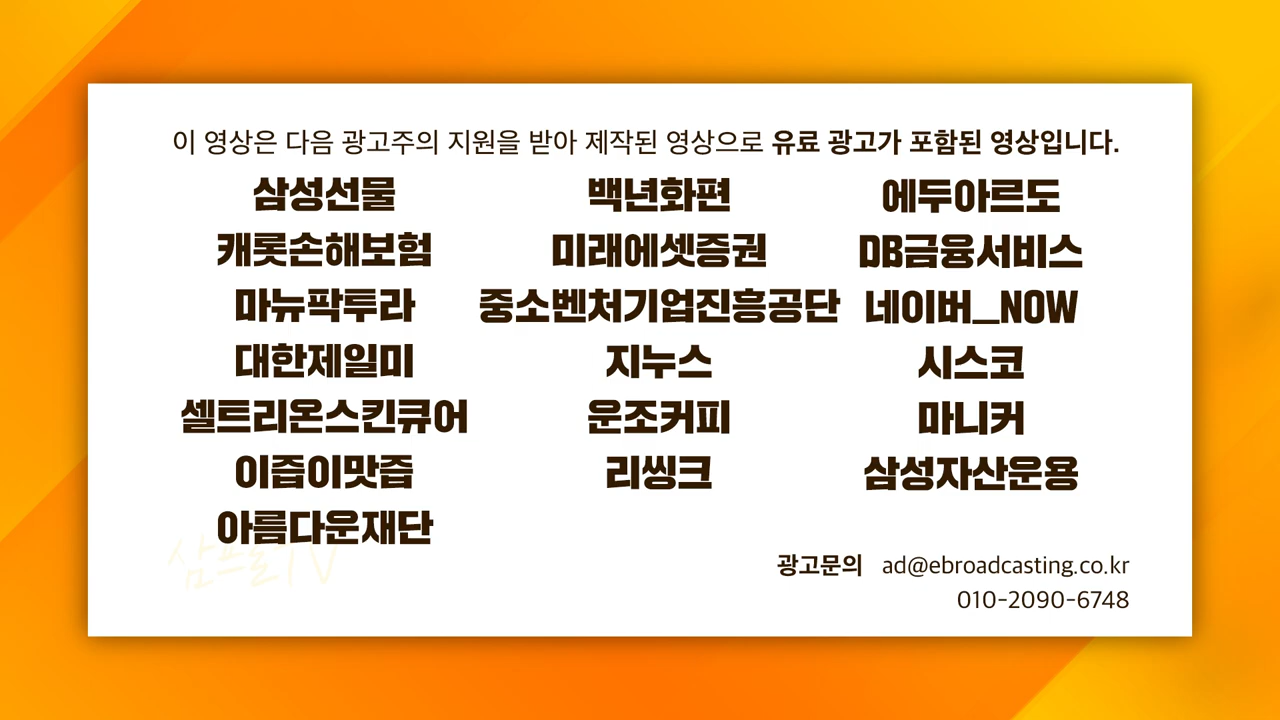 이 영상은 다음 광고주의 지원을 받아 제작된 영상으로 유료 광고가 포함된 영상입니다.
삼성선물 백년화편 에두아르도
캐롯손해보험 미래에셋증권 DB금융서비스
마뉴팍투라 중소벤처기업진흥공단 네이버_NOW
대한제일미 지누스 시스코
셀트리온스킨큐어 운조커피 마니커
이즙이맛즙 리씽크 삼성자산운용
아름다운재단
삼프로TV
광고문의 ad@ebroadcasting.co.kr
010-2090-6748